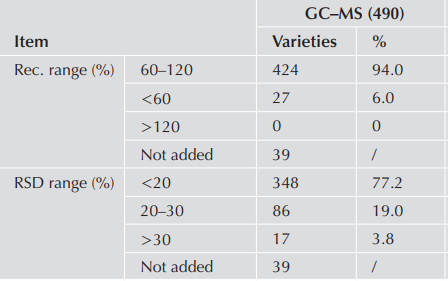 GC–MS (490)
Item Varieties %
Rec. range (%) 60–120 424 94.0
<60 27 6.0
>120 0 0
Not added 39 /
RSD range (%) <20 348 77.2
20–30 86 19.0
>30 17 3.8
Not added 39 /